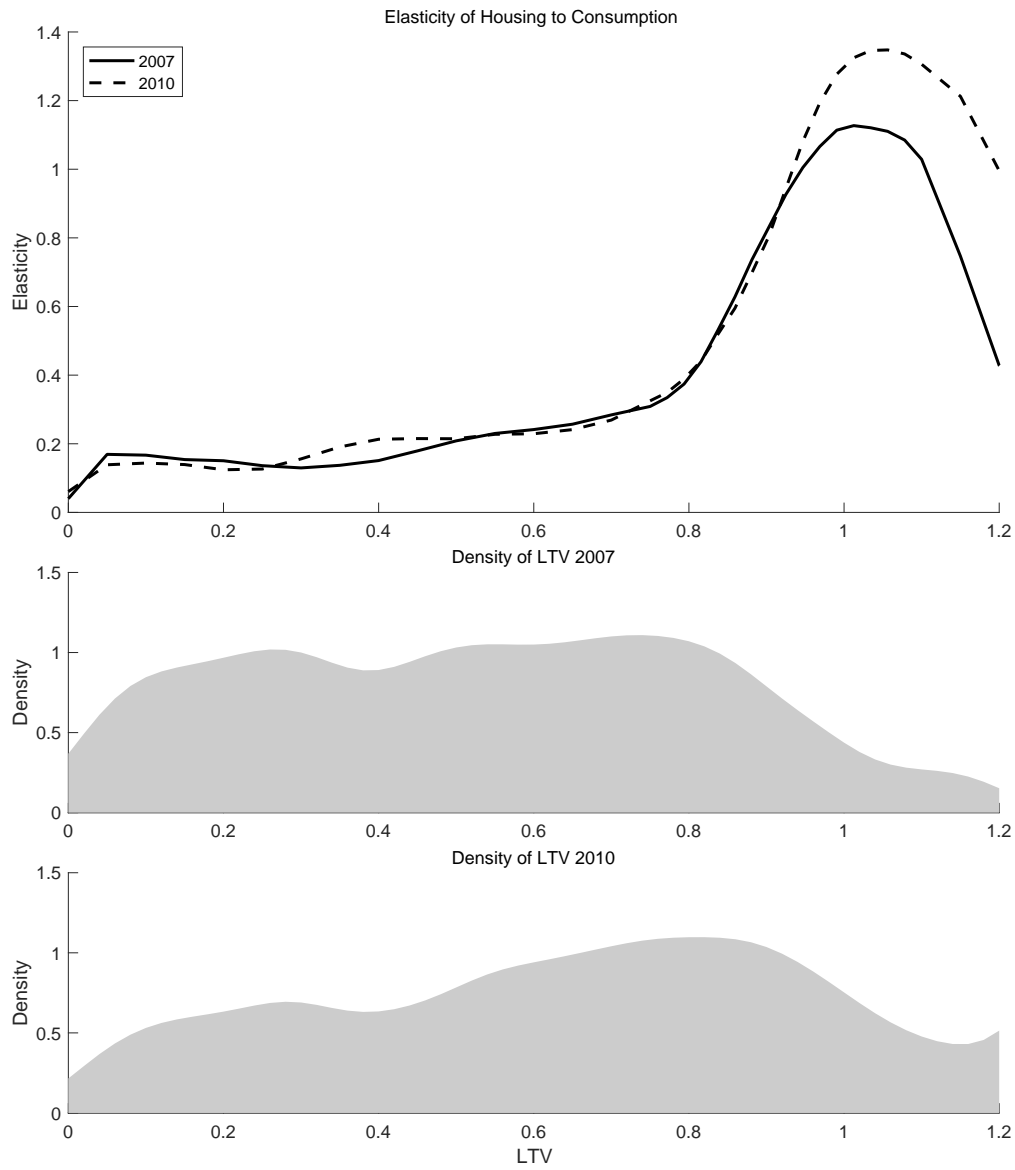 Elasticity of Housing to Consumption
1.4
2007
2010
1.2
1
0.8
Elasticity
0.6
0.4
0.2
0
0 0.2 0.4 0.6 0.8 1 1.2
Density of LTV 2007
1.5
1
Density
0.5
0
0 0.2 0.4 0.6 0.8 1 1.2
Density of LTV 2010
1.5
1
Density
0.5
0
0 0.2 0.4 0.6 0.8 1 1.2
LTV